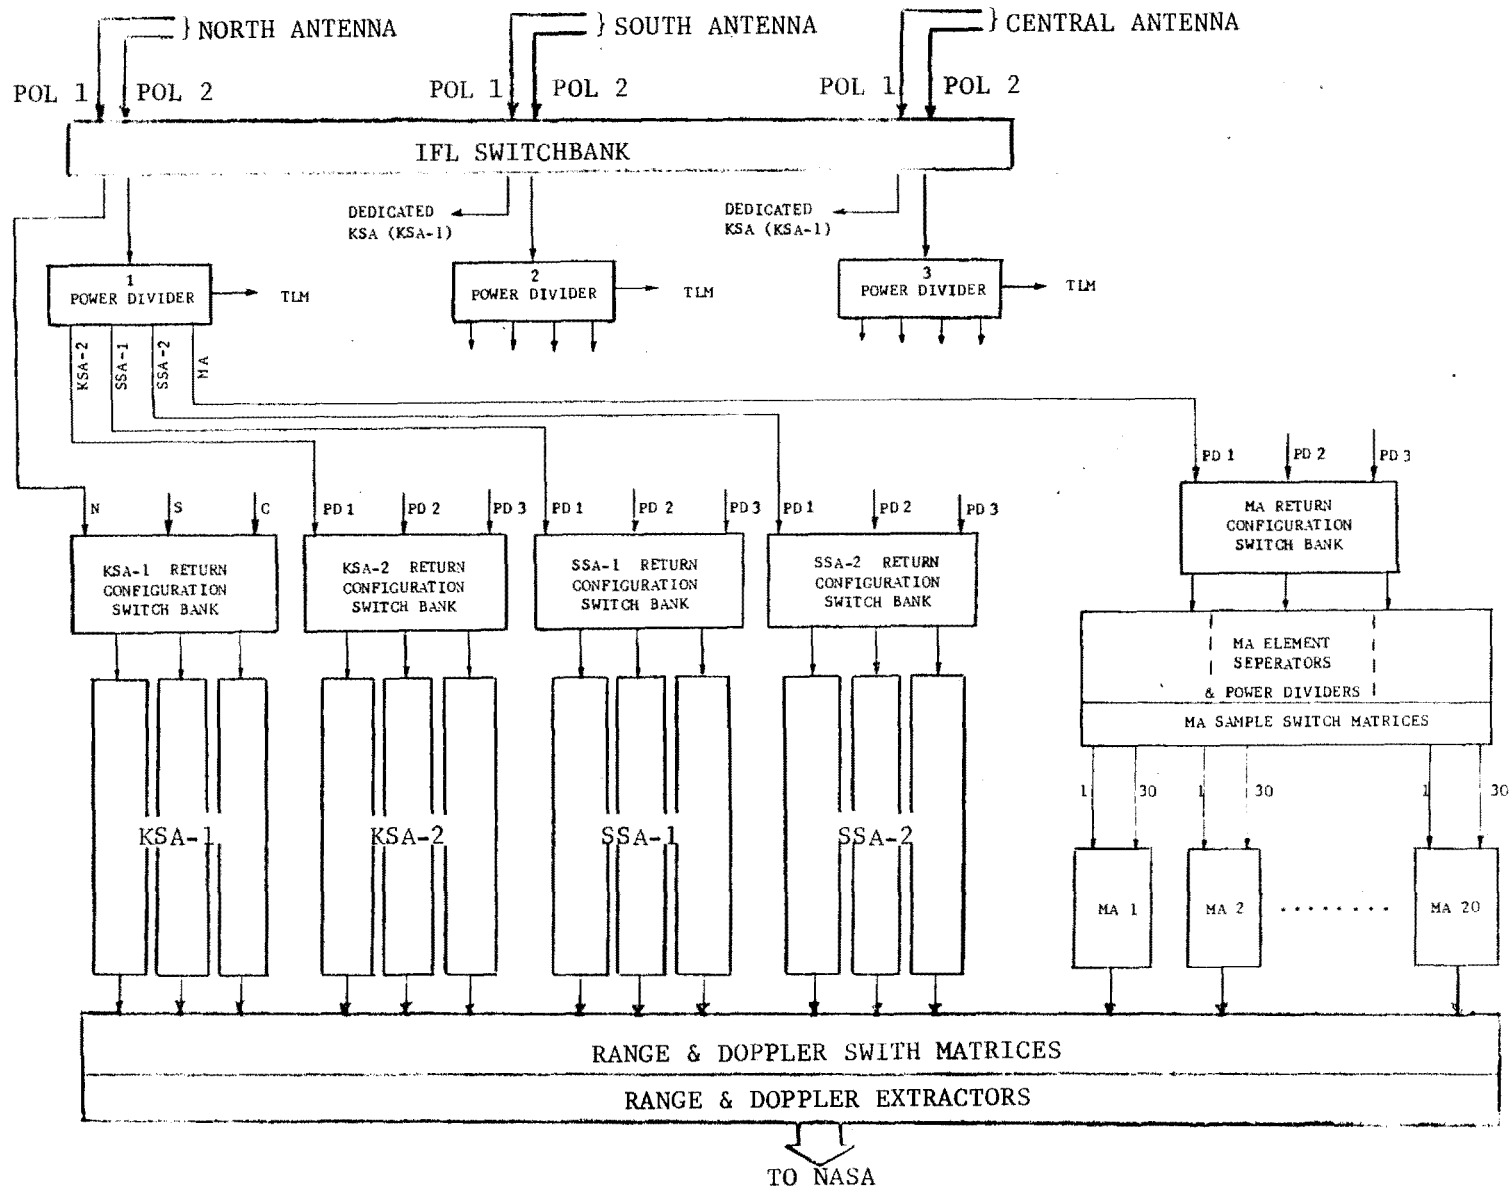 } NORTH ANTENNA
} SOUTH ANTENNA
} CENTRAL ANTENNA
POL 1
POL 2
POL 1
POL 2
POL 1
POL 2
IFL SWITCHBANK
DEDICATED
KSA (KSA-1)
DEDICATED
KSA (KSA-1)
1
POWER DIVIDER
TLM
2
POWER DIVIDER
TLM
3
POWER DIVIDER
TLM
KSA-2
SSA-1
SSA-2
MA
PD 1
PD 2
PD 3
N
S
C
PD 1
PD 2
PD 3
PD 1
PD 2
PD 3
PD 1
PD 2
PD 3
MA RETURN
CONFIGURATION
SWITCH BANK
KSA-1 RETURN
CONFIGURATION
SWITCH BANK
KSA-2 RETURN
CONFIGURATION
SWITCH BANK
SSA-1 RETURN
CONFIGURATION
SWITCH BANK
SSA-2 RETURN
CONFIGURATION
SWITCH BANK
MA ELEMENT
SEPERATORS
& POWER DIVIDERS
MA SAMPLE SWITCH MATRICES
1
30
1
30
1
30
KSA-1
KSA-2
SSA-1
SSA-2
MA 1
MA 2
........
MA 20
RANGE & DOPPLER SWITH MATRICES
RANGE & DOPPLER EXTRACTORS
TO NASA